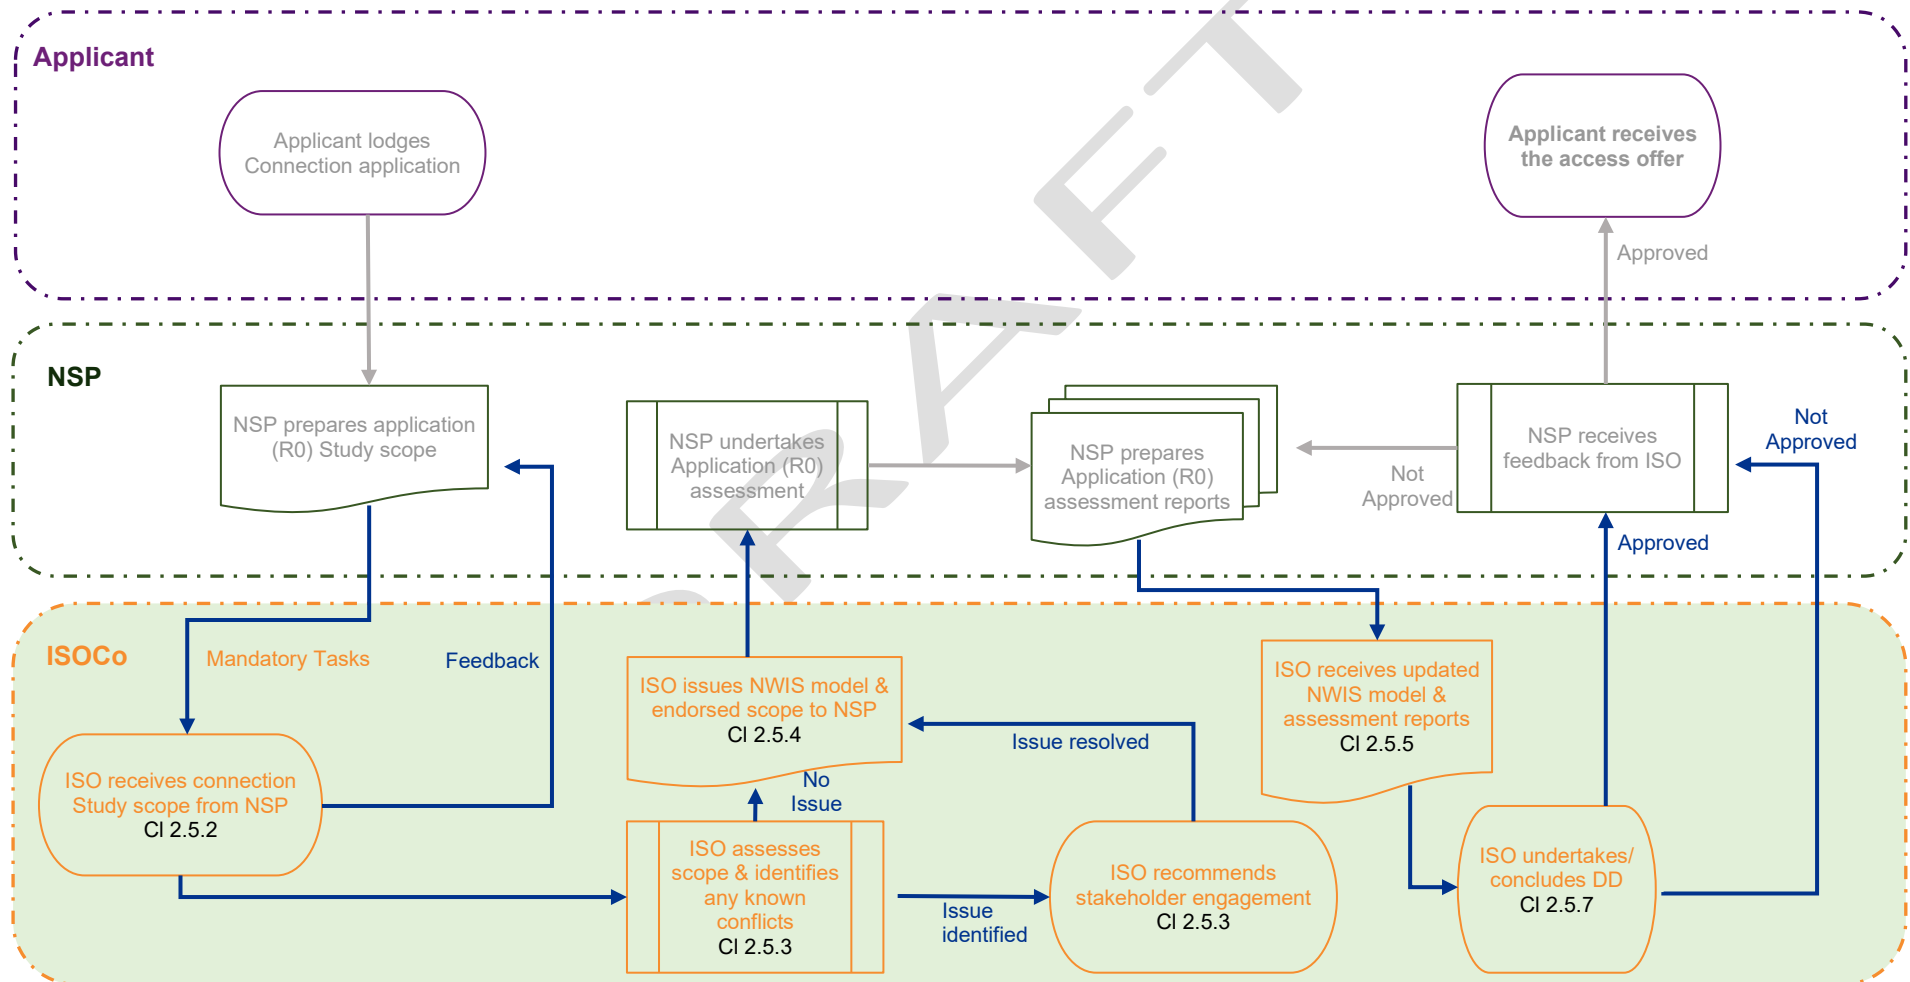 Applicant
Applicant lodges
Connection application
Applicant receives
the access offer
Approved
NSP
NSP prepares application
(R0) Study scope
NSP undertakes
Application (R0)
assessment
NSP prepares
Application (R0)
assessment reports
Not
Approved
NSP receives
feedback from ISO
Not
Approved
Approved
ISOCo
Mandatory Tasks
Feedback
ISO receives connection
Study scope from NSP
Cl 2.5.2
ISO issues NWIS model &
endorsed scope to NSP
Cl 2.5.4
No
Issue
ISO assesses
scope & identifies
any known
conflicts
Cl 2.5.3
Issue resolved
Issue
identified
ISO recommends
stakeholder engagement
Cl 2.5.3
ISO receives updated
NWIS model &
assessment reports
Cl 2.5.5
ISO undertakes/
concludes DD
Cl 2.5.7
DRAFT